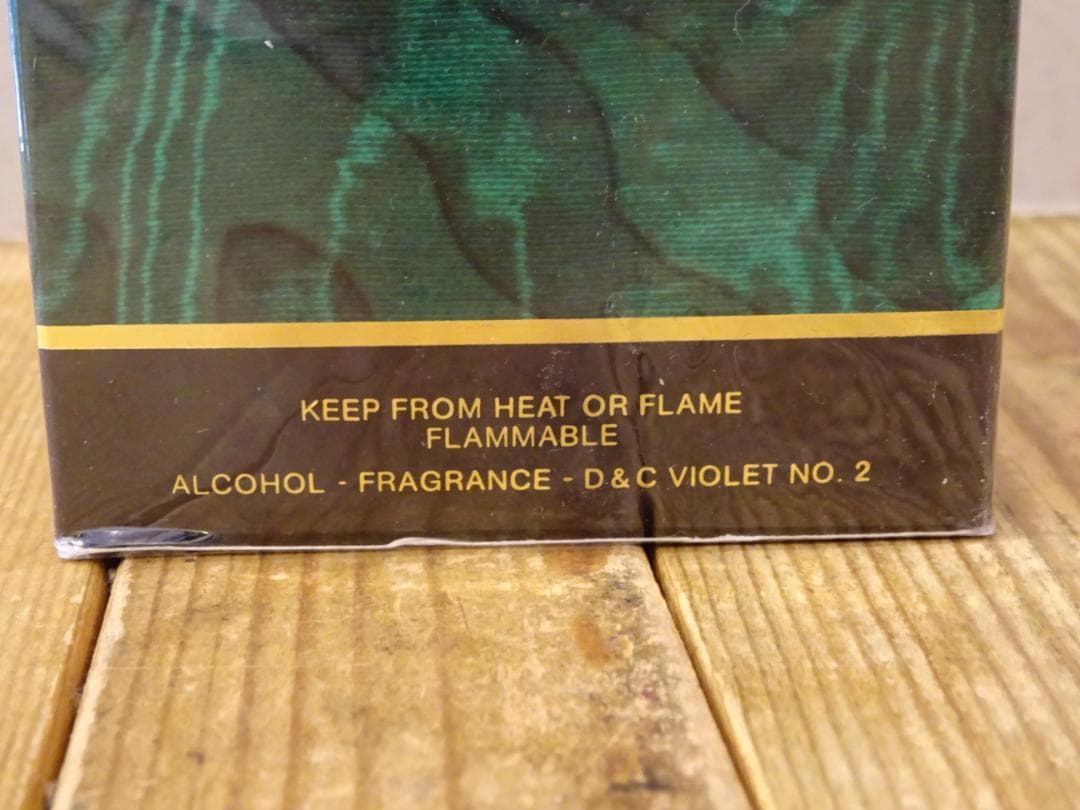 KEEP FROM HEAT OR FLAME
FLAMMABLE
ALCOHOL - FRAGRANCE - D & C VIOLET NO. 2